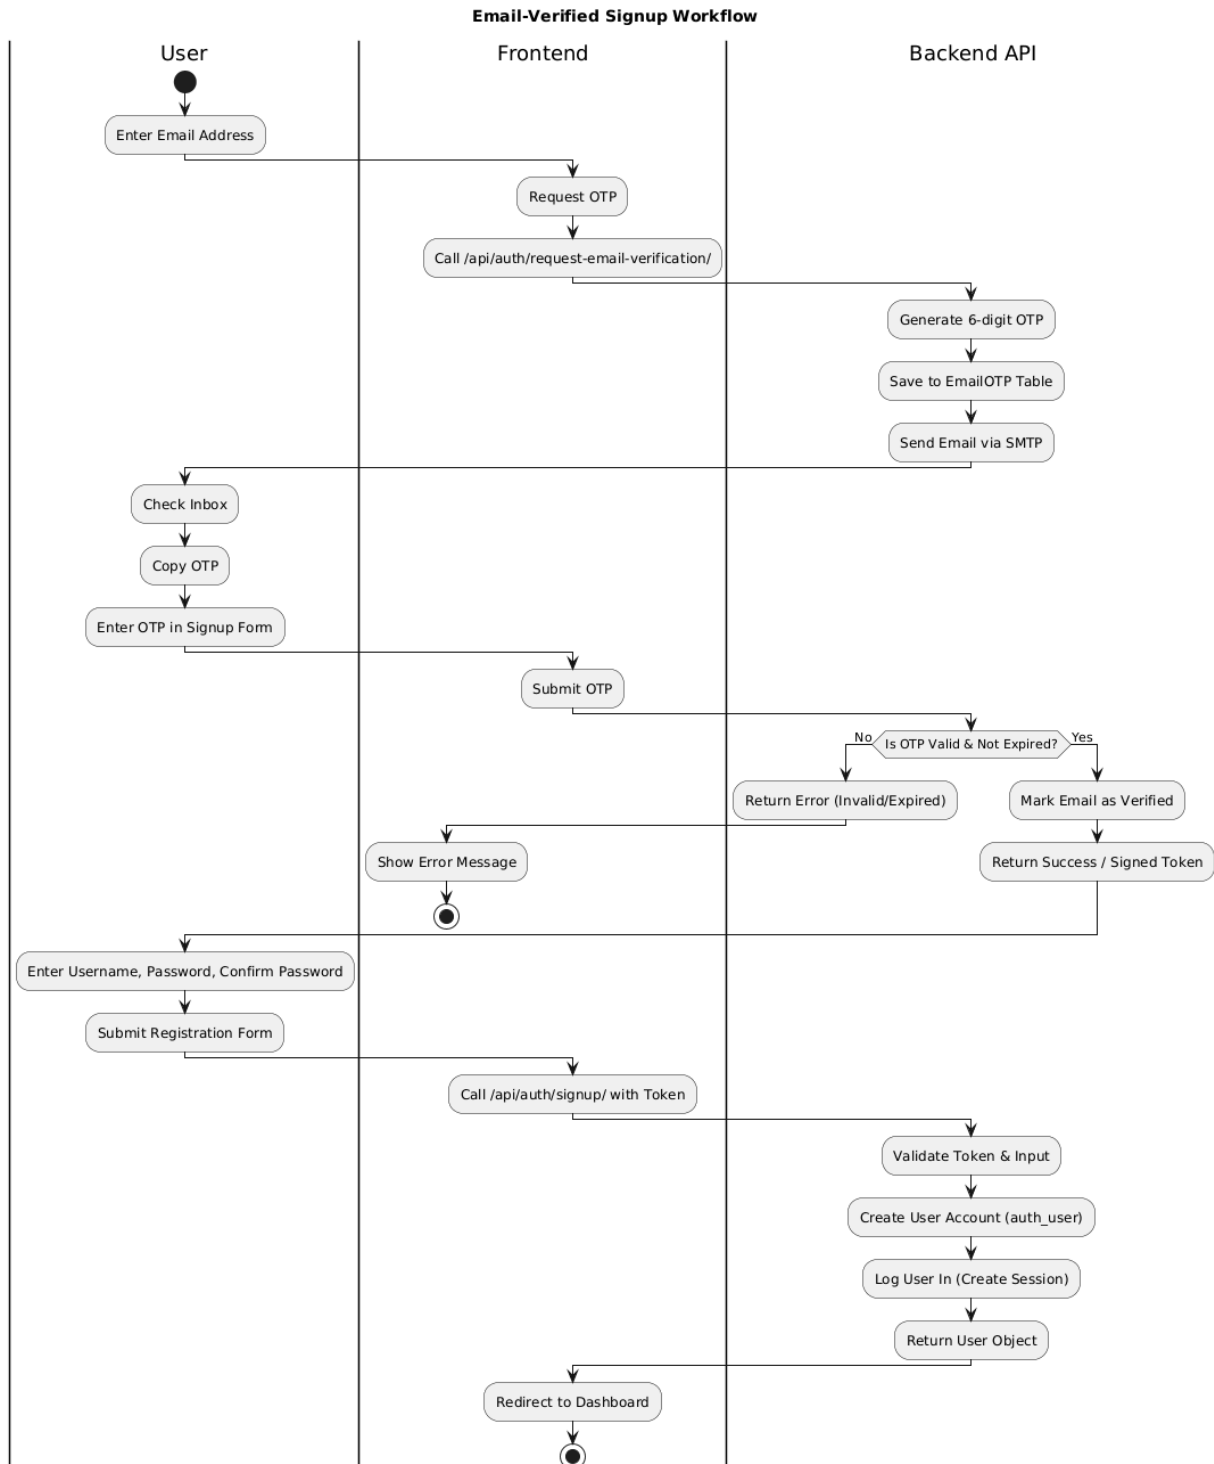 Email-Verified Signup Workflow
User
Frontend
Backend API
Enter Email Address
Request OTP
Call /api/auth/request-email-verification/
Generate 6-digit OTP
Save to EmailOTP Table
Send Email via SMTP
Check Inbox
Copy OTP
Enter OTP in Signup Form
Submit OTP
No
Is OTP Valid & Not Expired?
Yes
Return Error (Invalid/Expired)
Mark Email as Verified
Show Error Message
Return Success / Signed Token
Enter Username, Password, Confirm Password
Submit Registration Form
Call /api/auth/signup/ with Token
Validate Token & Input
Create User Account (auth_user)
Log User In (Create Session)
Return User Object
Redirect to Dashboard